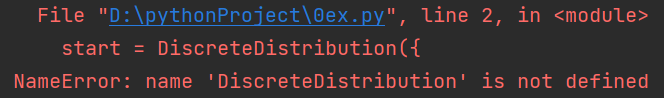 File "D:\pythonProject\0ex.py", line 2, in <module>
start = DiscreteDistribution({
NameError: name 'DiscreteDistribution' is not defined